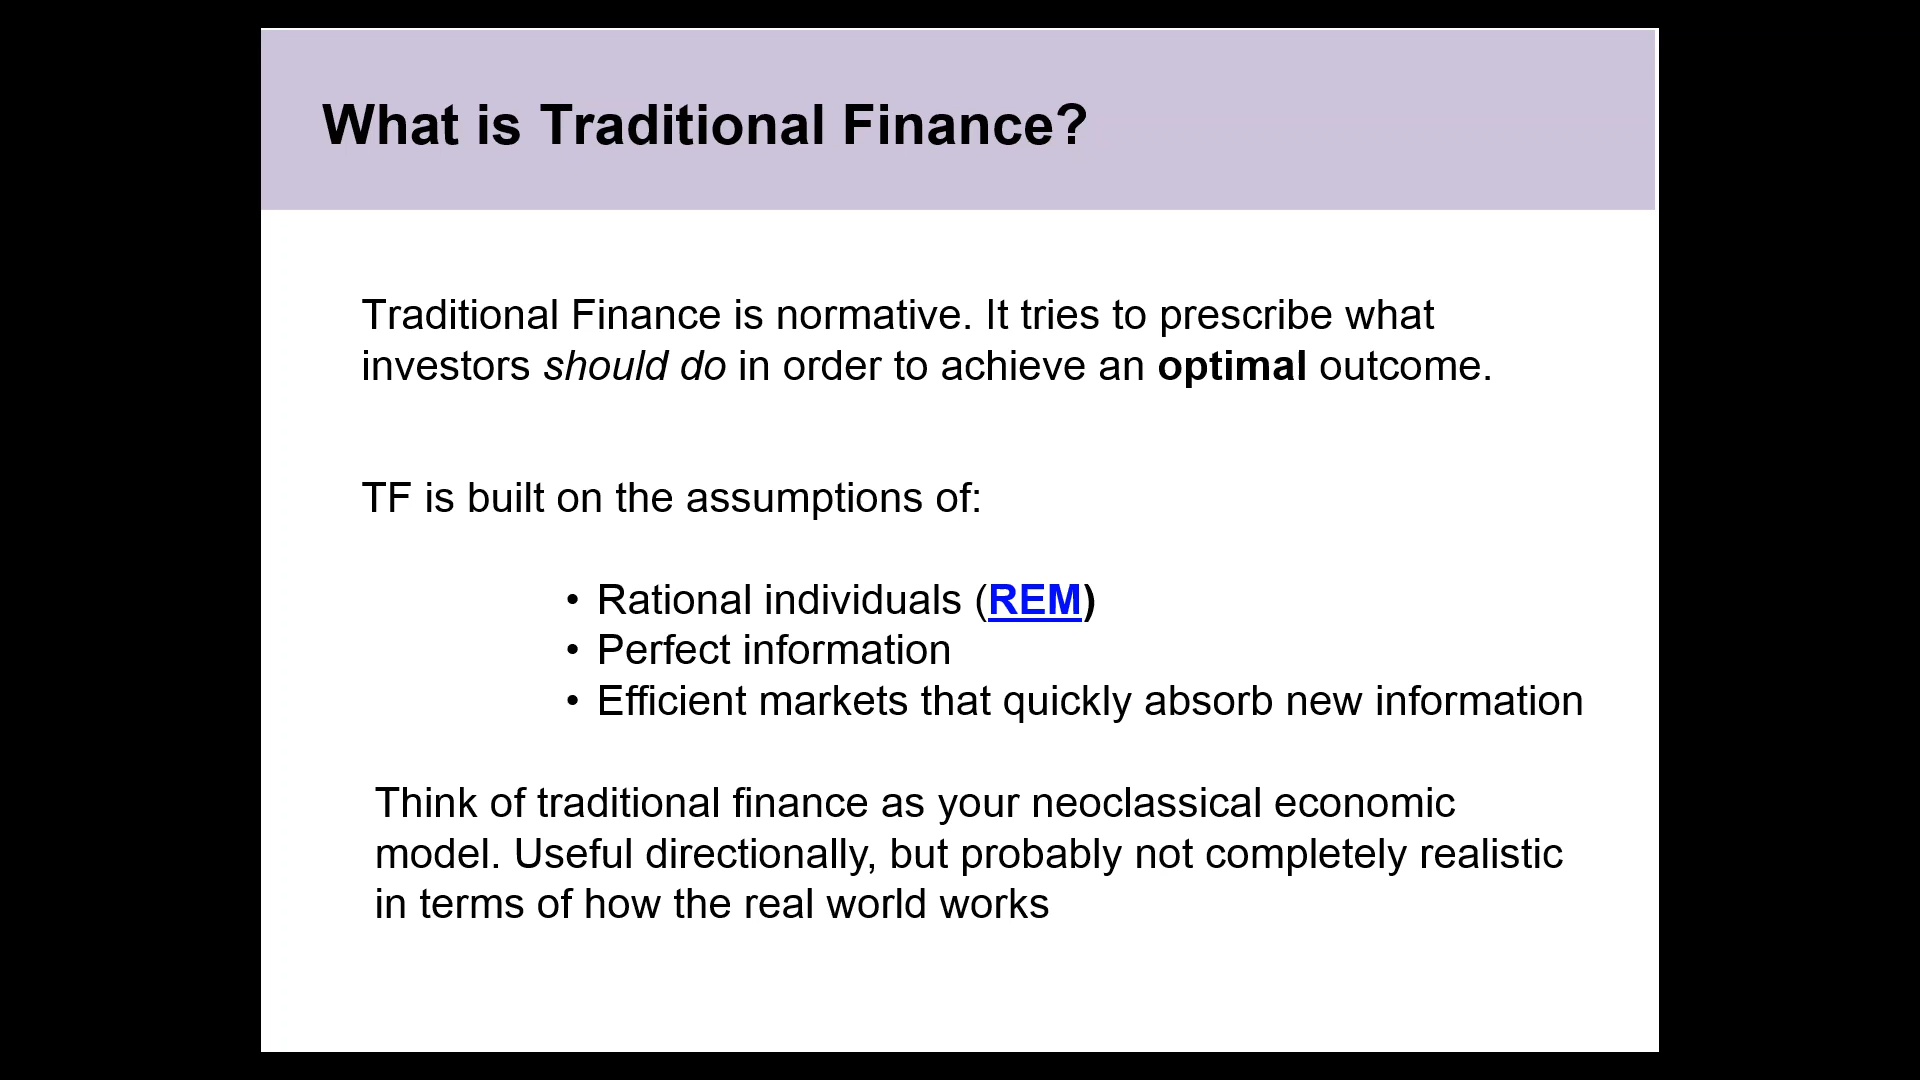 What is Traditional Finance?
Traditional Finance is normative. It tries to prescribe what
investors should do in order to achieve an optimal outcome.
TF is built on the assumptions of:
• Rational individuals (REM)
• Perfect information
• Efficient markets that quickly absorb new information
Think of traditional finance as your neoclassical economic
model. Useful directionally, but probably not completely realistic
in terms of how the real world works